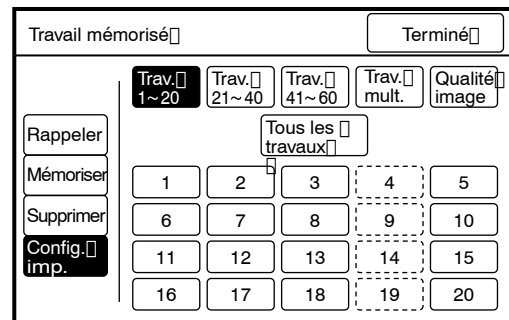 Travail mémorisé
Terminé
Trav. Trav. Trav. Trav. Qualité
1~20 21~40 41~60 mult. image
Tous les
travaux
Rappeler
Mémoriser
Supprimer
Config.
imp.
1 2 3 4 5
6 7 8 9 10
11 12 13 14 15
16 17 18 19 20